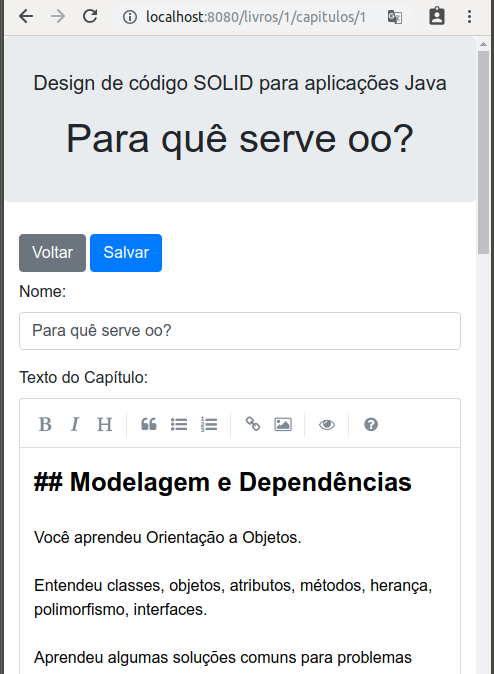 localhost:8080/livros/1/capitulos/1
Design de código SOLID para aplicações Java
Para quê serve oo?
Voltar Salvar
Nome:
Para quê serve oo?
Texto do Capítulo:
B I H
## Modelagem e Dependências
Você aprendeu Orientação a Objetos.
Entendeu classes, objetos, atributos, métodos, herança,
polimorfismo, interfaces.
Aprendeu algumas soluções comuns para problemas